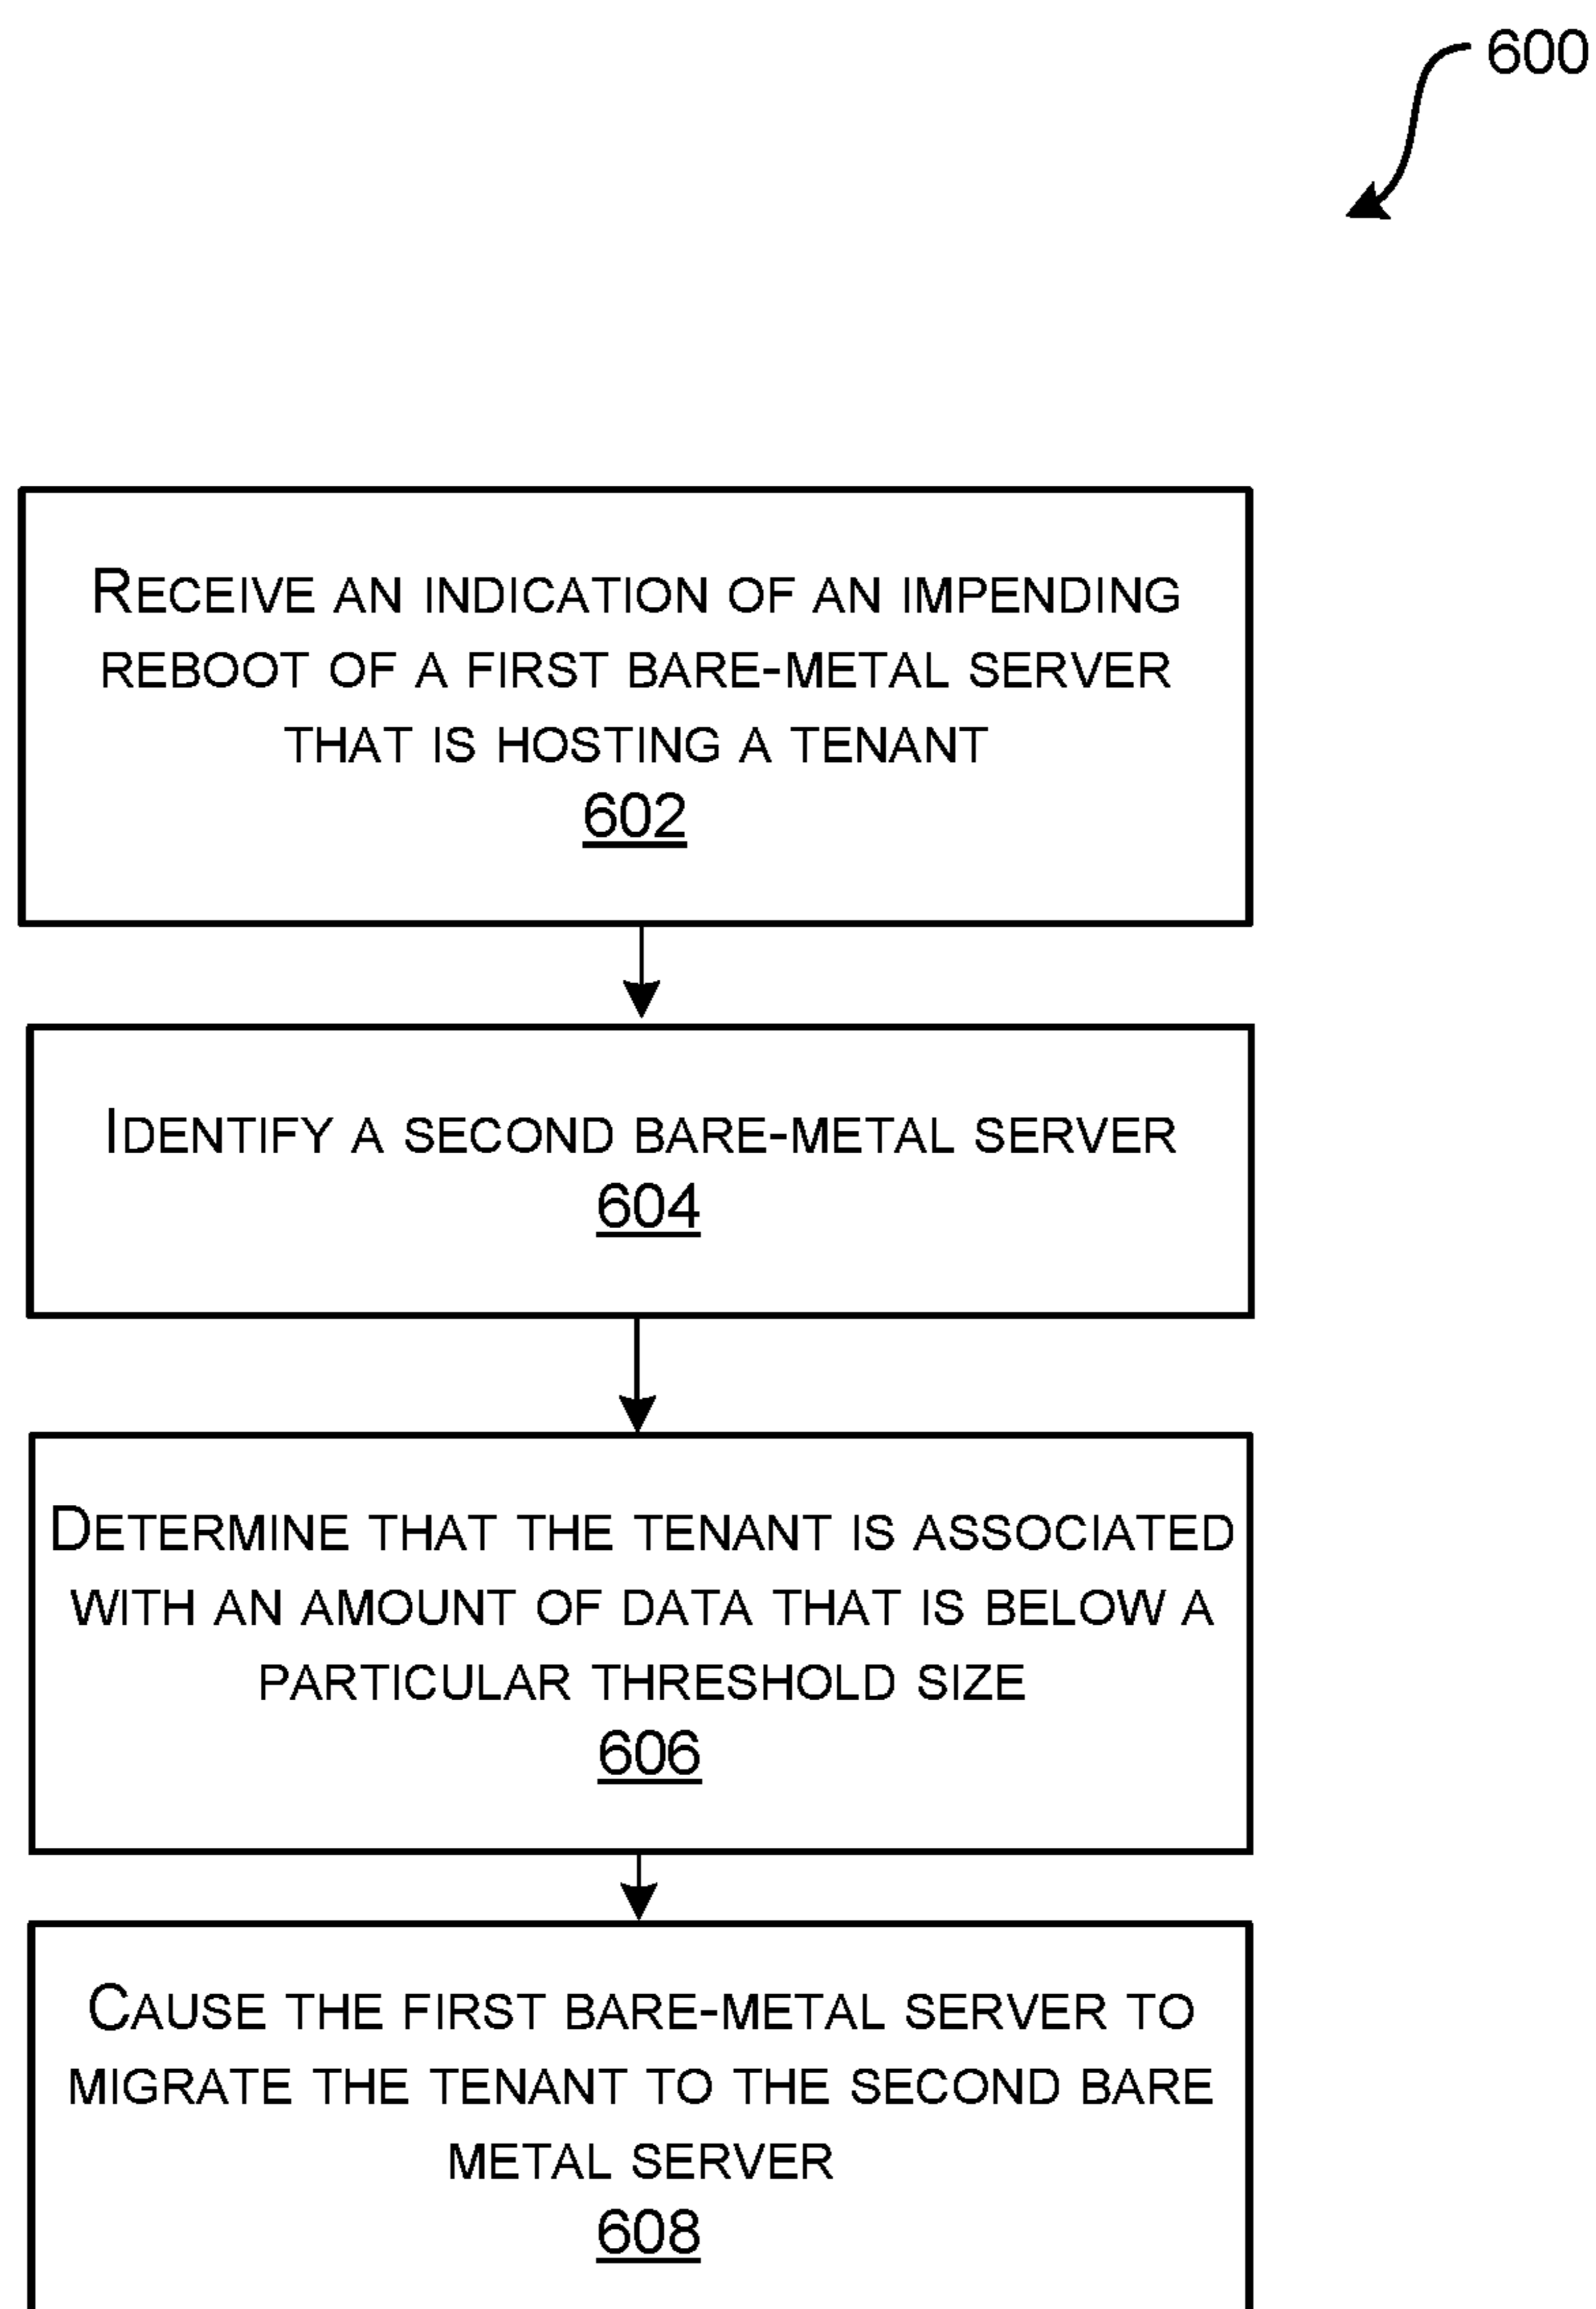 600
RECEIVE AN INDICATION OF AN IMPENDING
REBOOT OF A FIRST BARE-METAL SERVER
THAT IS HOSTING A TENANT
602
IDENTIFY A SECOND BARE-METAL SERVER
604
DETERMINE THAT THE TENANT IS ASSOCIATED
WITH AN AMOUNT OF DATA THAT IS BELOW A
PARTICULAR THRESHOLD SIZE
606
CAUSE THE FIRST BARE-METAL SERVER TO
MIGRATE THE TENANT TO THE SECOND BARE
METAL SERVER
608